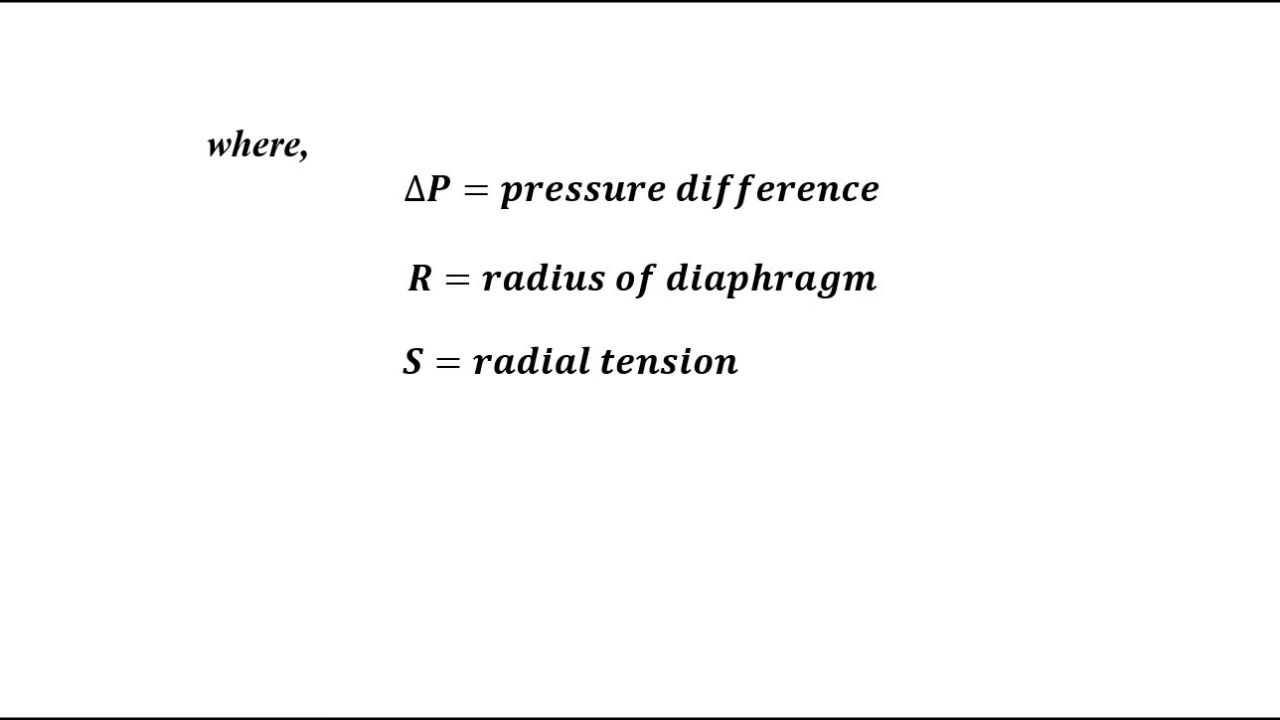 where,
ΔP = pressure difference
R = radius of diaphragm
S = radial tension